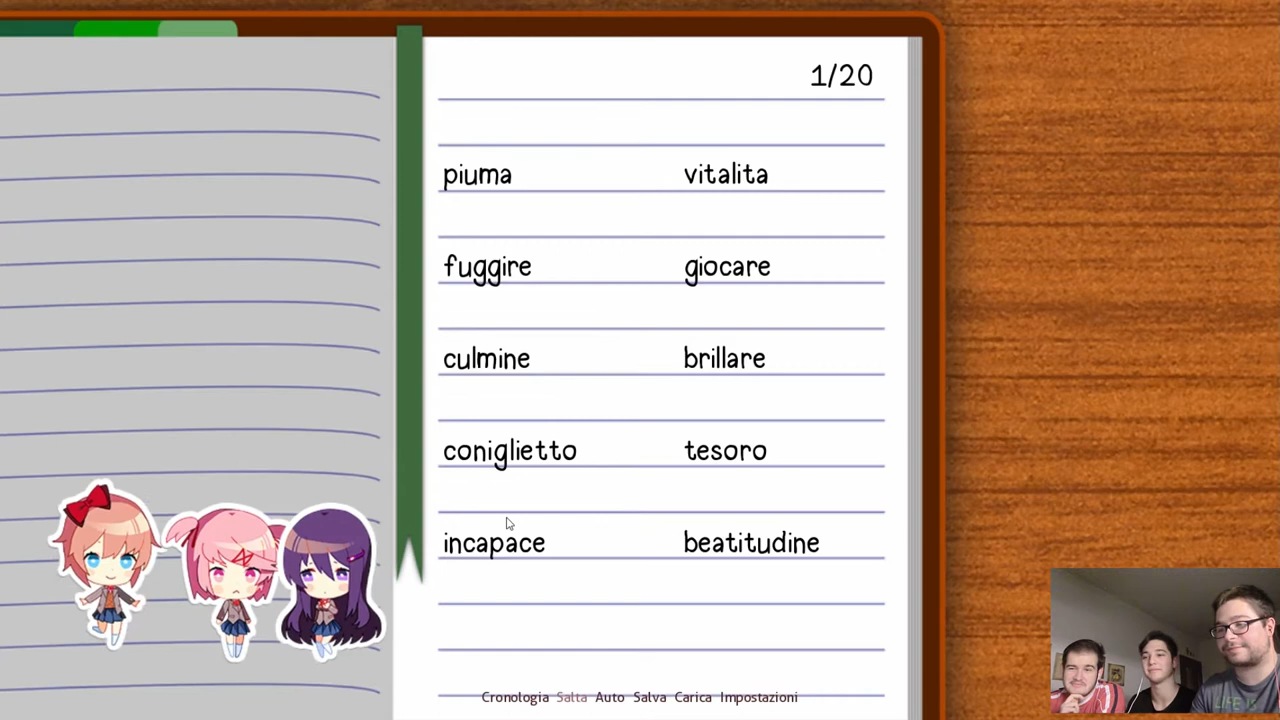 1/20
piuma vitalita
fuggire giocare
culmine brillare
coniglietto tesoro
incapace beatitudine
Cronologia Salta Auto Salva Carica Impostazioni